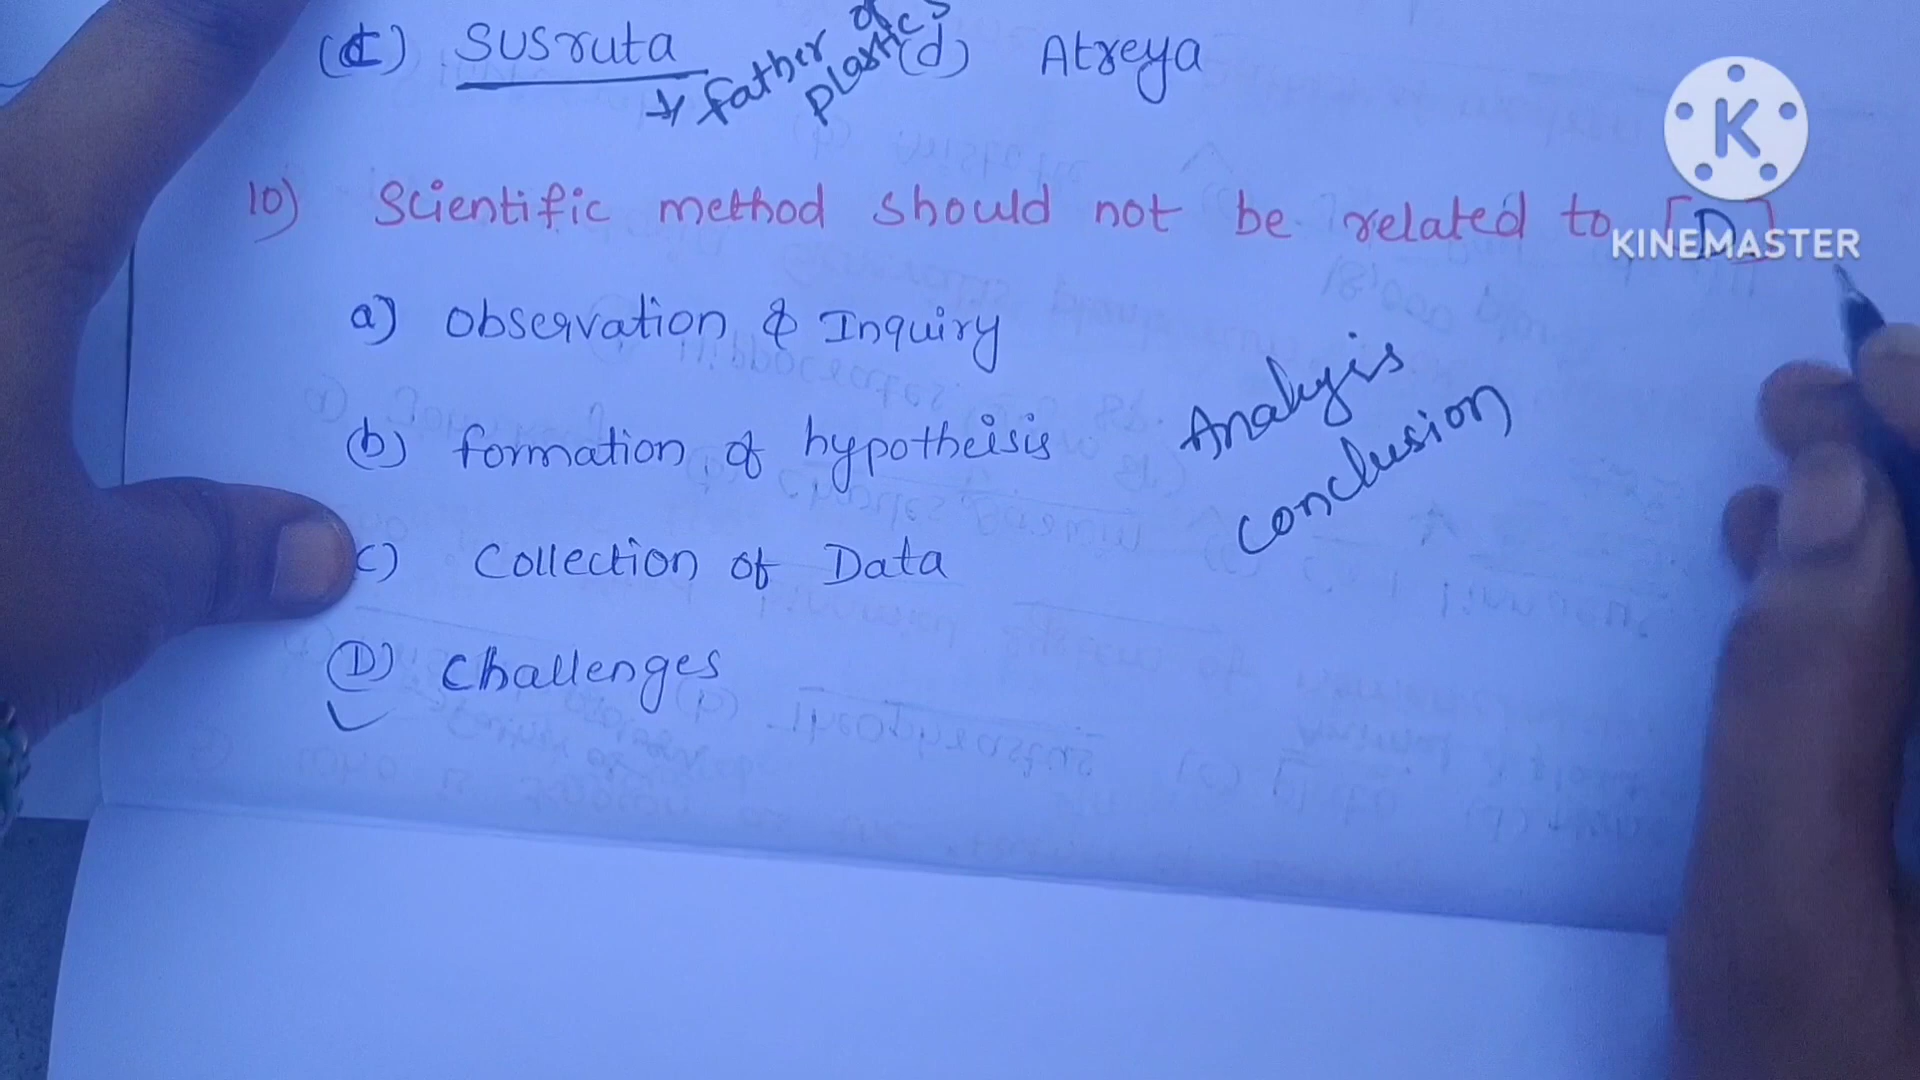 (c) Susruta (d) Atreya
→ father of plastic s
10) Scientific method should not be related to [D]
a) Observation & Inquiry
(b) formation of hypotheisis
Analysis
conclusion
c) Collection of Data
(D) Challenges
K
KINEMASTER